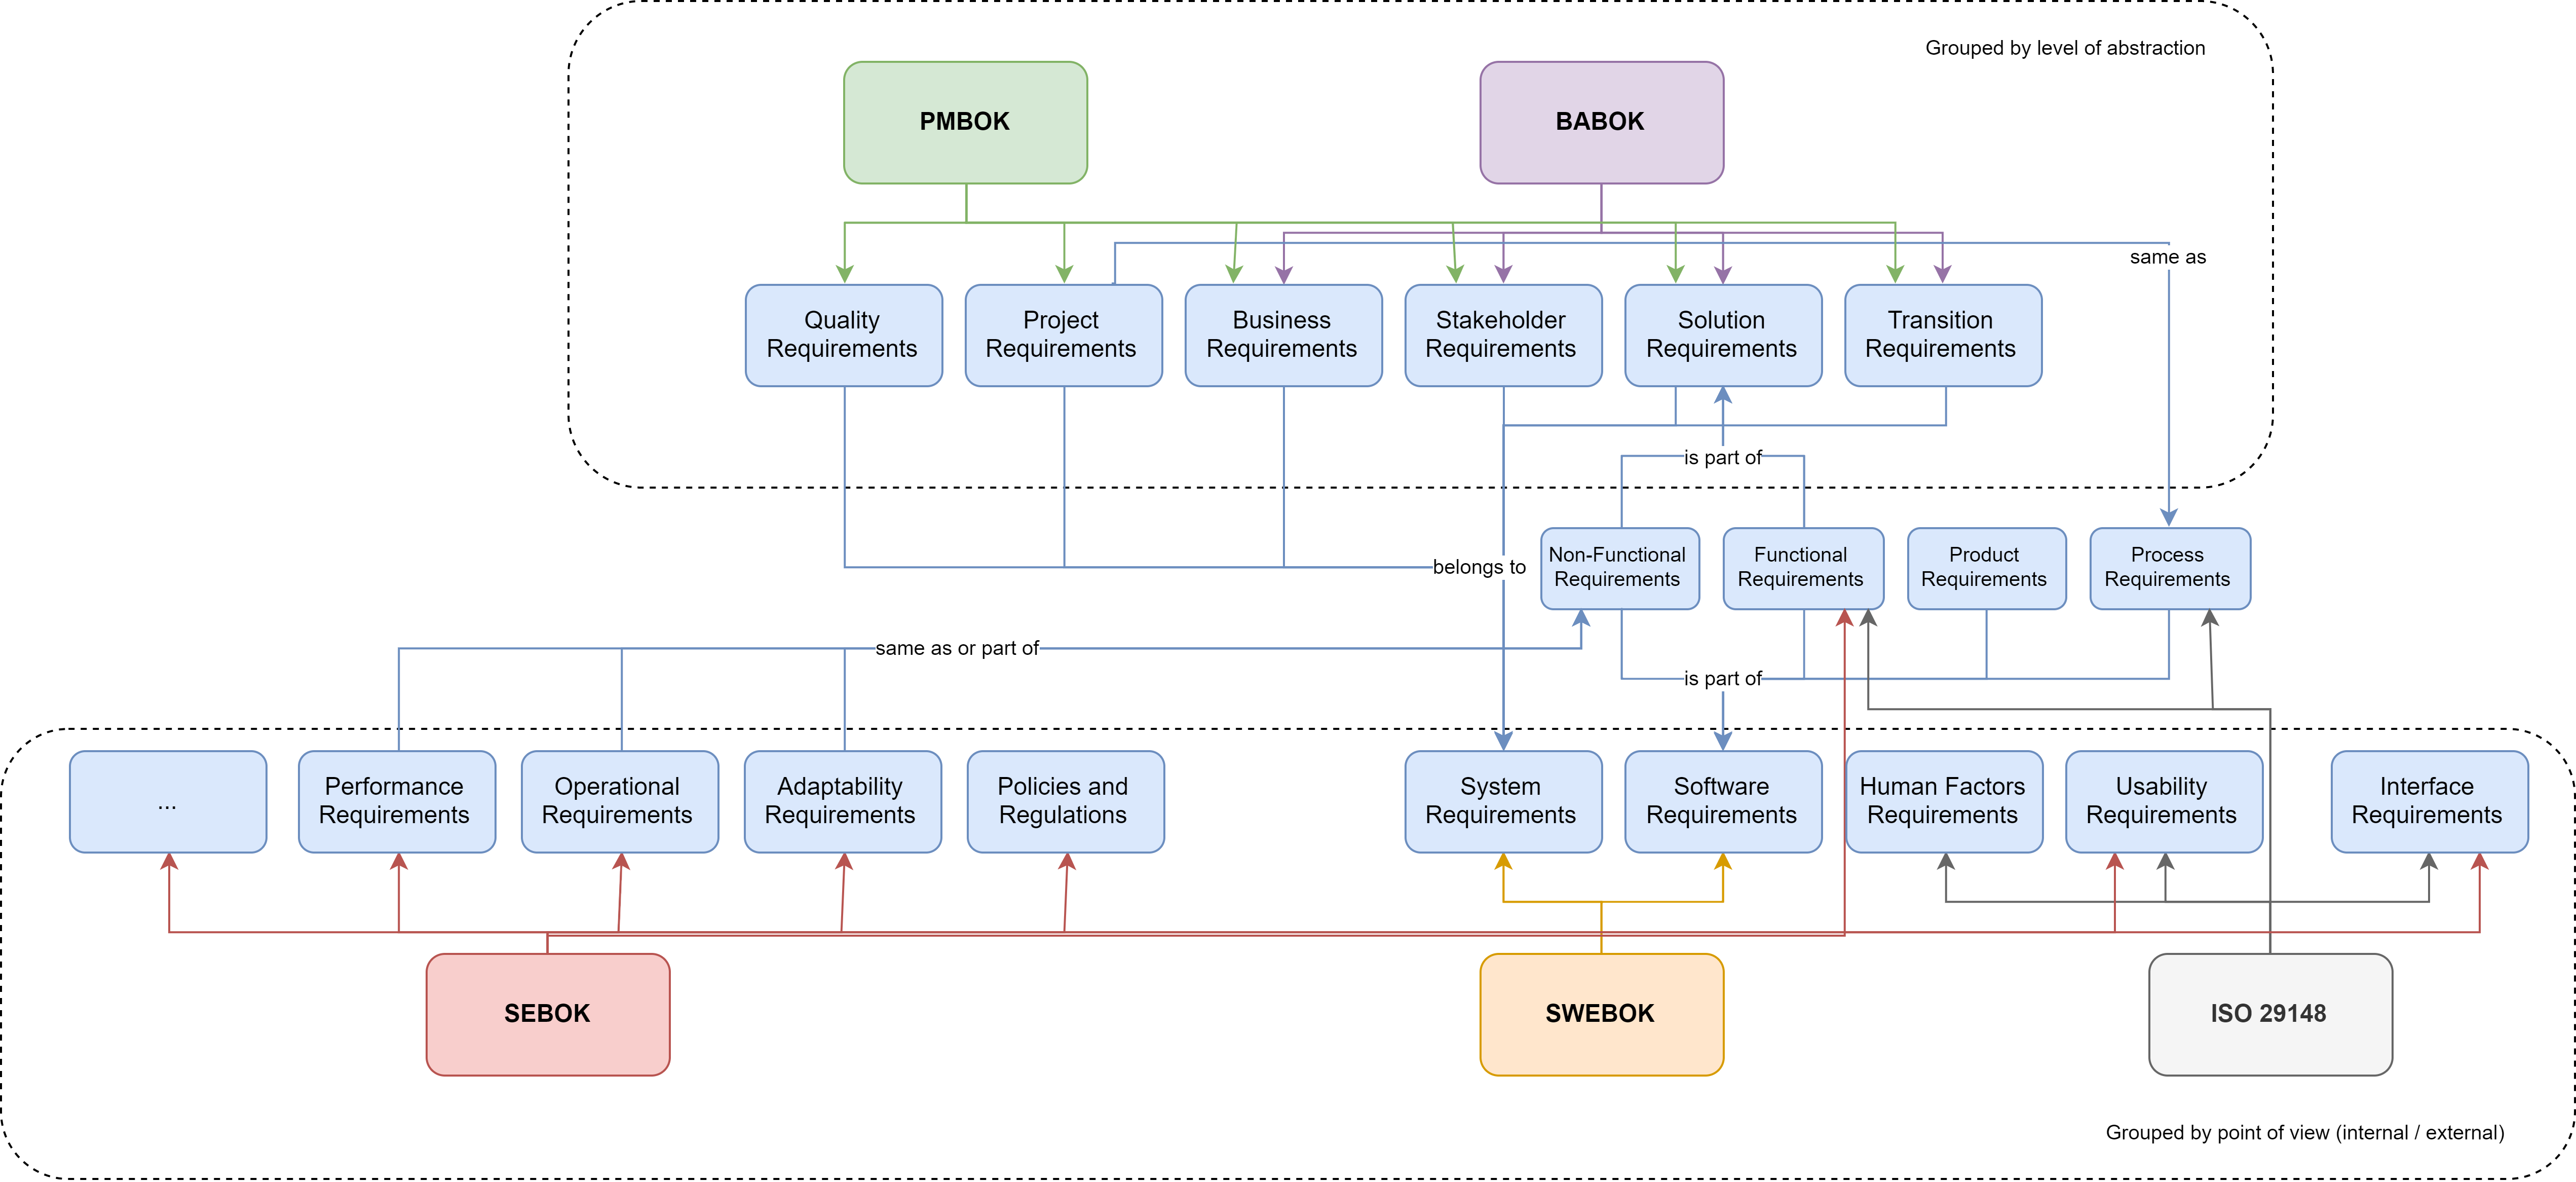 Grouped by level of abstraction
PMBOK
BABOK
same as
Quality
Requirements
Project
Requirements
Business
Requirements
Stakeholder
Requirements
Solution
Requirements
Transition
Requirements
is part of
belongs to
Non-Functional
Requirements
Functional
Requirements
Product
Requirements
Process
Requirements
same as or part of
is part of
...
Performance
Requirements
Operational
Requirements
Adaptability
Requirements
Policies and
Regulations
System
Requirements
Software
Requirements
Human Factors
Requirements
Usability
Requirements
Interface
Requirements
SEBOK
SWEBOK
ISO 29148
Grouped by point of view (internal / external)